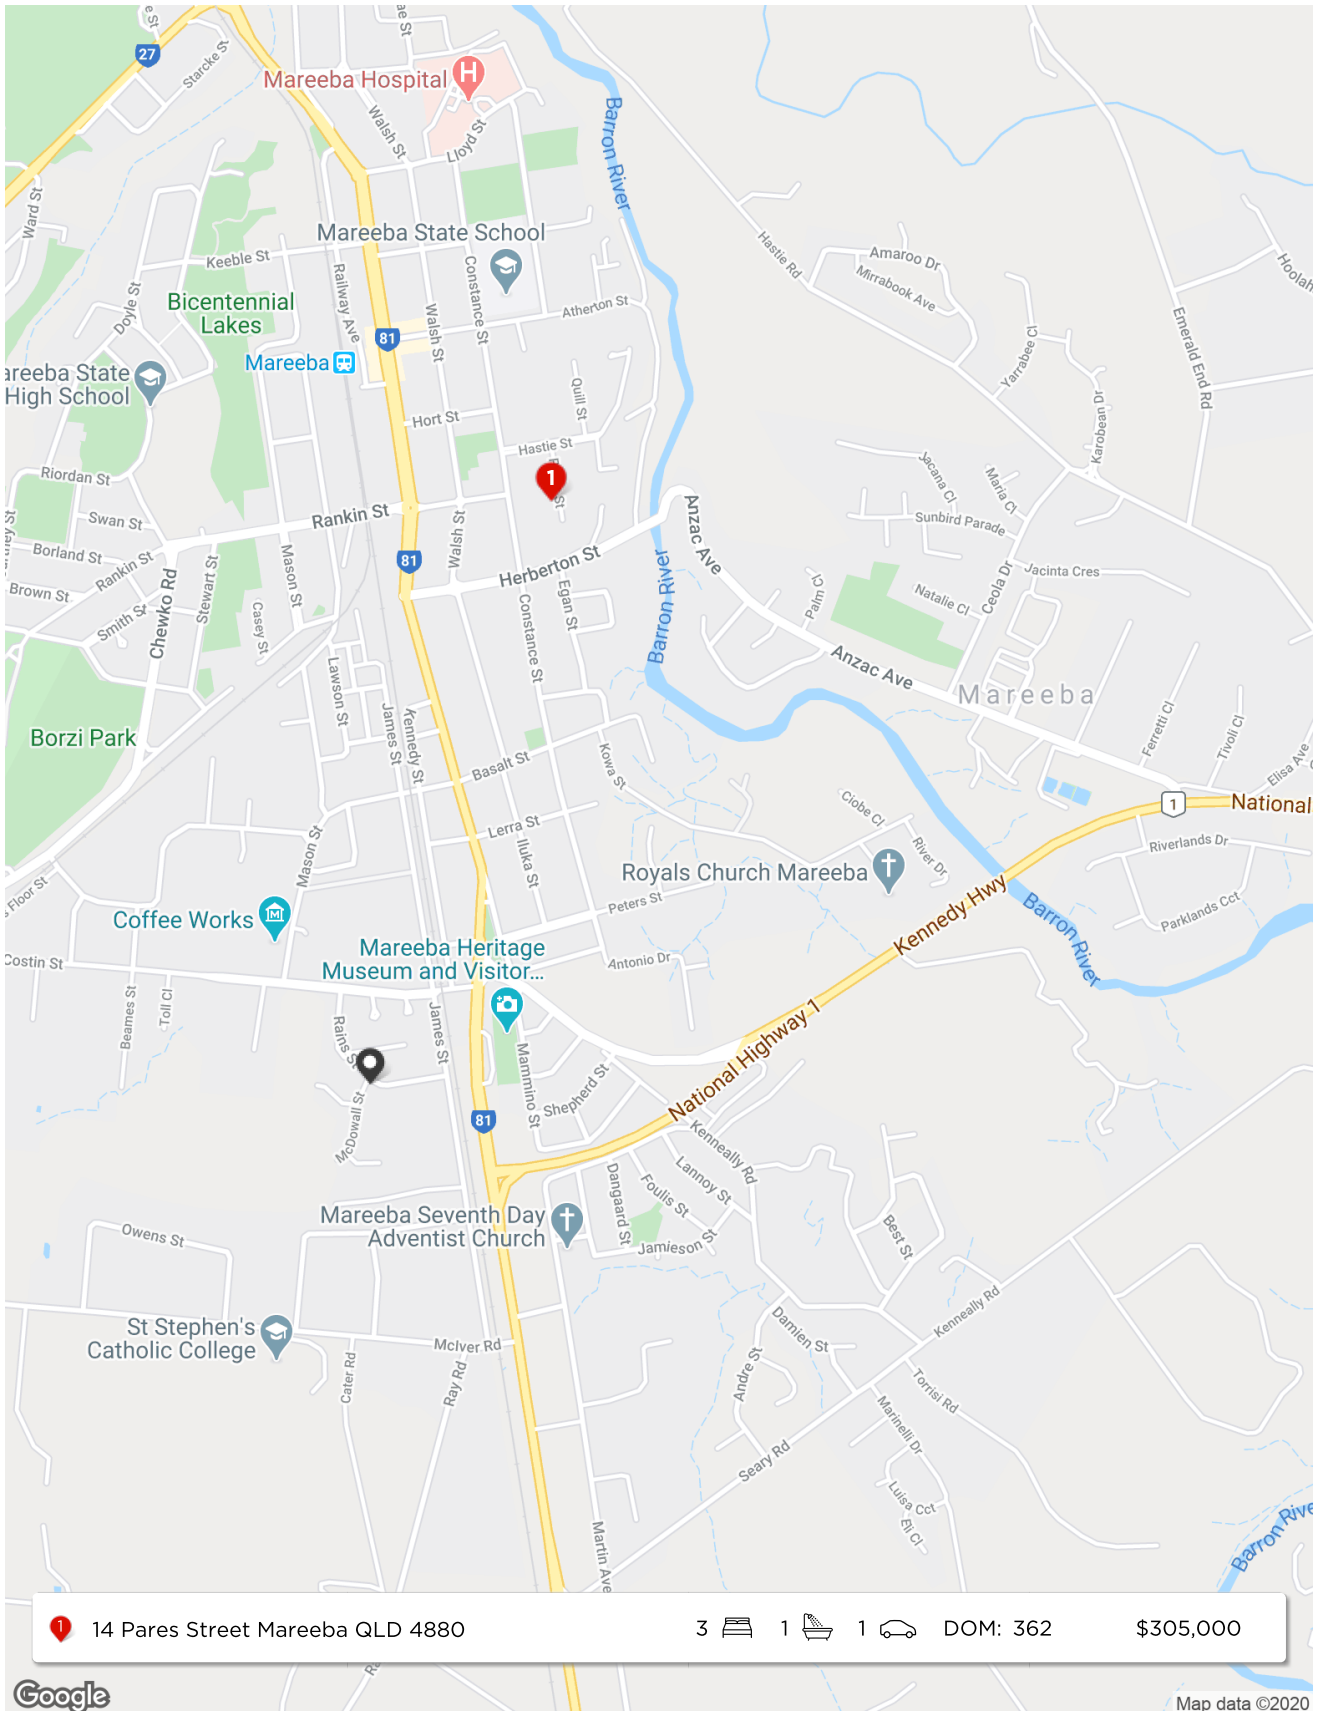 27
Starcke St
Mareeba Hospital
H
Walsh St
Lloyd St
Barron River
Ward St
Mareeba State School
Keeble St
Railway Ave
Constance St
Hastie Rd
Amaroo Dr
Mirrabook Ave
Doyle St
Bicentennial
Lakes
Walsh St
Atherton St
81
Mareeba
Yarrabee Cl
Emerald End Rd
areeba State
High School
Quill St
Hort St
Hastie St
Karobean Dr
Riordan St
1
Jacana Cl
Maria Cl
Swan St
Rankin St
Anzac Ave
Sunbird Parade
Borland St
Rankin St
Walsh St
81
Herberton St
Jacinta Cres
Brown St
Chewko Rd
Stewart St
Mason St
Egan St
Barron River
Palm Cl
Natalie Cl
Ceola Dr
Smith St
Casey St
Constance St
Anzac Ave
Mareeba
Lawson St
James St
Kennedy St
Borzi Park
Ferretti Cl
Tivoli Cl
Basalt St
Kowa St
Elisa Ave
Ciobe Cl
1
National
Lerra St
River Dr
Riverlands Dr
Mason St
Iluka St
Royals Church Mareeba
s Floor St
Peters St
Kennedy Hwy
Barron River
Parklands Cct
Coffee Works
Mareeba Heritage
Museum and Visitor...
Costin St
Antonio Dr
Beames St
Toll Cl
Rains St
James St
National Highway 1
Mammino St
Shepherd St
McDowall St
81
Kenneally Rd
Lannoy St
Foulis St
Dangaard St
Mareeba Seventh Day
Adventist Church
Jamieson St
Best St
Owens St
St Stephen's
Catholic College
McIver Rd
Kenneally Rd
Damien St
Cater Rd
Ray Rd
Andre St
Torrisi Rd
Marinelli Dr
Seary Rd
Luisa Cct
Eli Cl
Martin Ave
Barron Rive
1 14 Pares Street Mareeba QLD 4880 3 1 1 DOM: 362 $305,000
Google
Map data ©2020